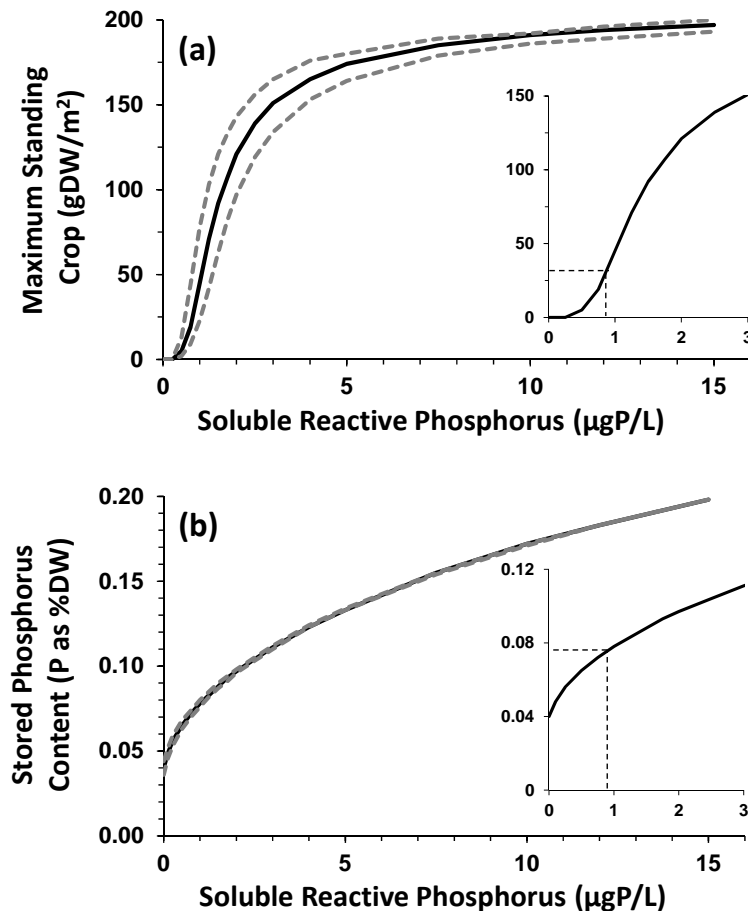 200
(a)
150
100
50
0
Maximum Standing
Crop (gDW/m²)
150
100
50
0
0 1 2 3
0 5 10 15
Soluble Reactive Phosphorus (µgP/L)
0.20
(b)
0.15
0.10
0.05
0.00
Stored Phosphorus
Content (P as %DW)
0.12
0.08
0.04
0
0 1 2 3
0 5 10 15
Soluble Reactive Phosphorus (µgP/L)